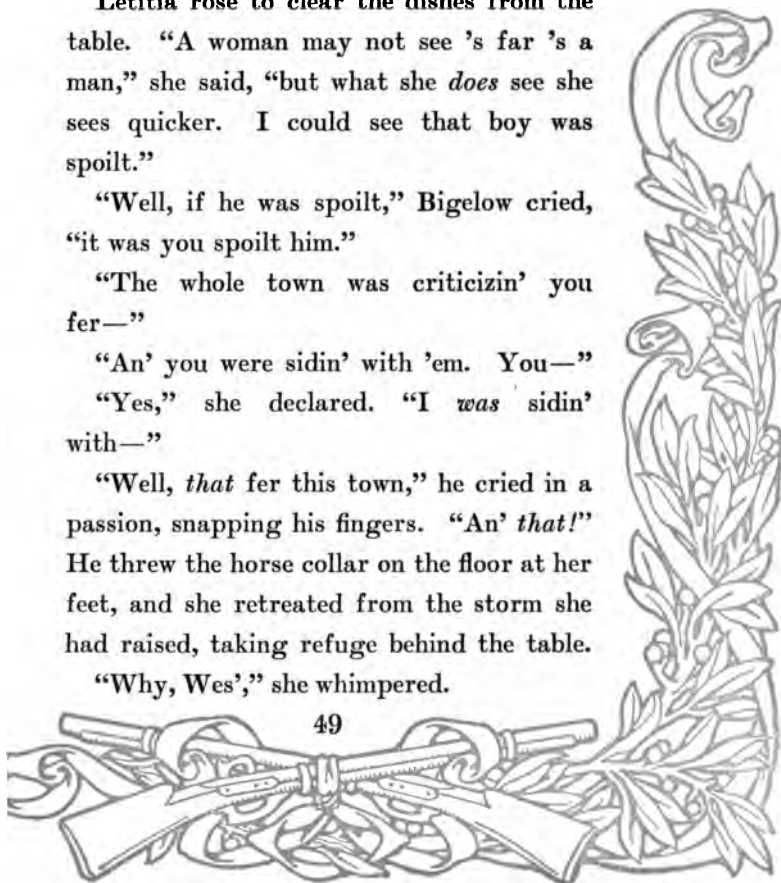 Letitia rose to clear the dishes from the
table. “A woman may not see ’s far ’s a
man,” she said, “but what she does see she
sees quicker. I could see that boy was
spoilt.”
“Well, if he was spoilt,” Bigelow cried,
“it was you spoilt him.”
“The whole town was criticizin’ you
fer—”
“An’ you were sidin’ with ’em. You—”
“Yes,” she declared. “I was sidin’
with—”
“Well, that fer this town,” he cried in a
passion, snapping his fingers. “An’ that!”
He threw the horse collar on the floor at her
feet, and she retreated from the storm she
had raised, taking refuge behind the table.
“Why, Wes’,” she whimpered.
49